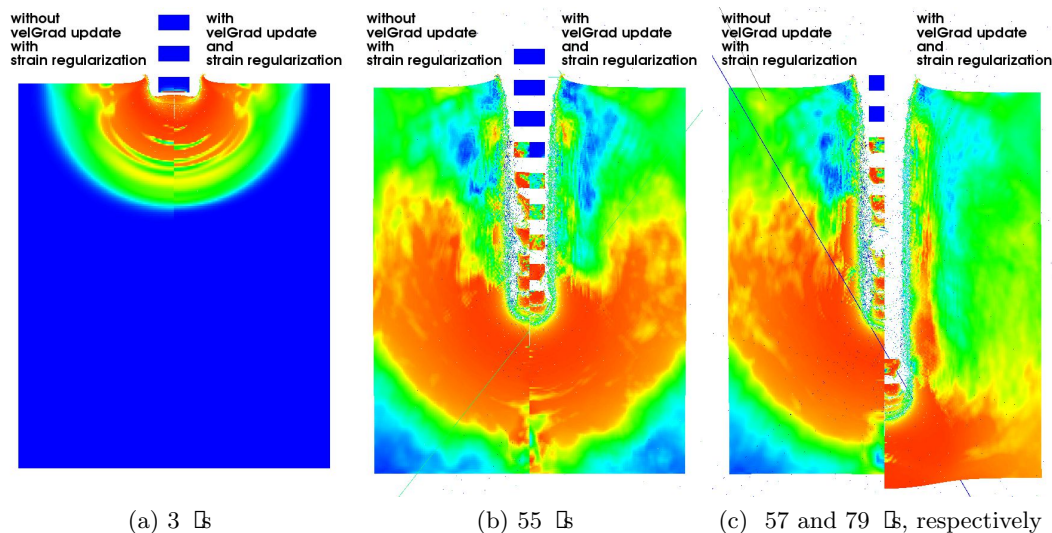 without
velGrad update
with
strain regularization
with
velGrad update
and
strain regularization
without
velGrad update
with
strain regularization
with
velGrad update
and
strain regularization
without
velGrad update
with
strain regularization
with
velGrad update
and
strain regularization
(a) 3 s
(b) 55 s
(c) 57 and 79 s, respectively